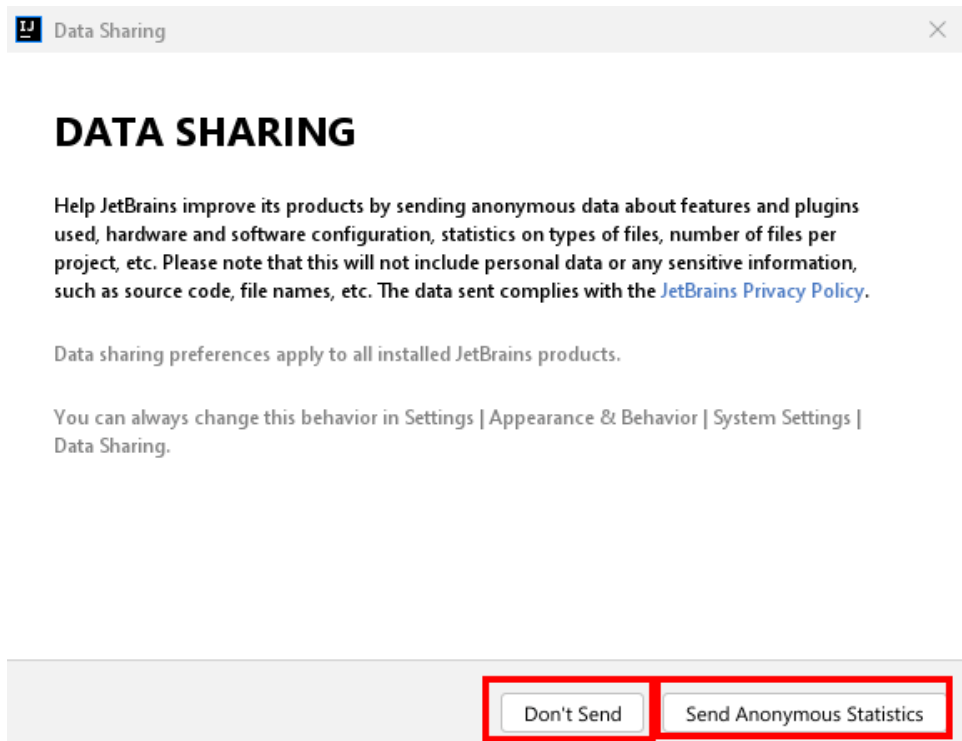 IJ Data Sharing
DATA SHARING
Help JetBrains improve its products by sending anonymous data about features and plugins
used, hardware and software configuration, statistics on types of files, number of files per
project, etc. Please note that this will not include personal data or any sensitive information,
such as source code, file names, etc. The data sent complies with the JetBrains Privacy Policy.
Data sharing preferences apply to all installed JetBrains products.
You can always change this behavior in Settings | Appearance & Behavior | System Settings |
Data Sharing.
Don't Send Send Anonymous Statistics